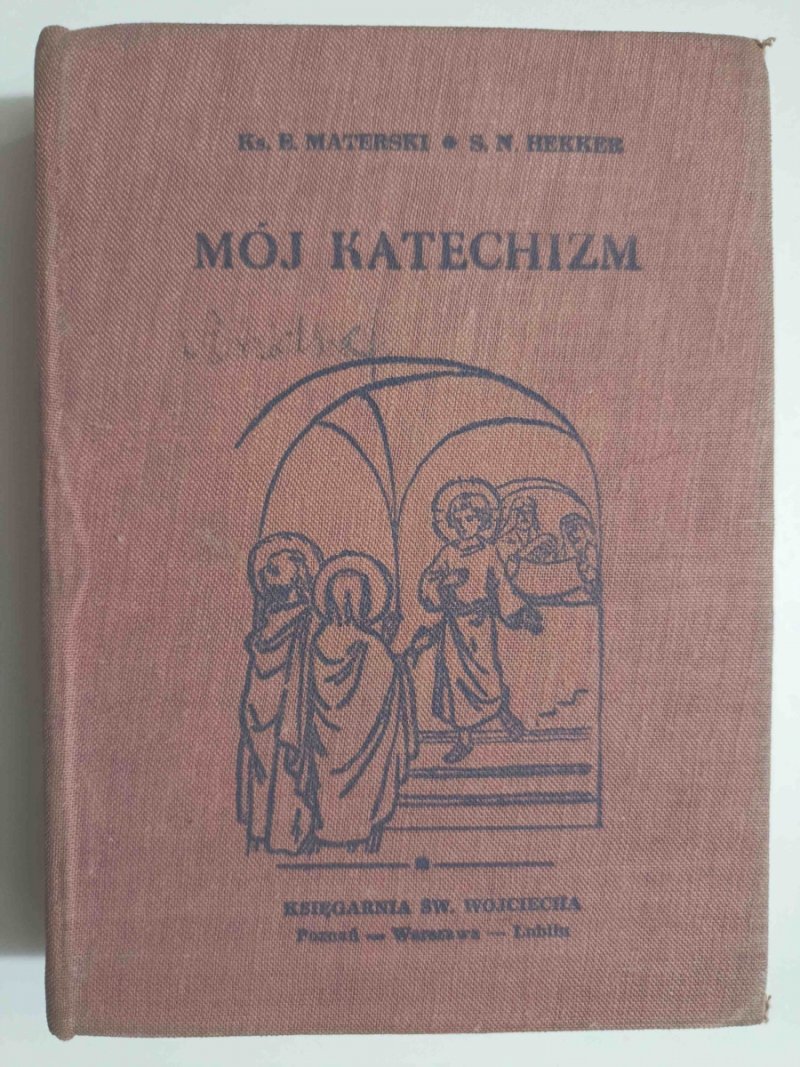 Ks. E. MATERSKI * S. N. HEKKER
MÓJ KATECHIZM
KSIĘGARNIA ŚW. WOJCIECHA
Poznań — Warszawa — Lublin